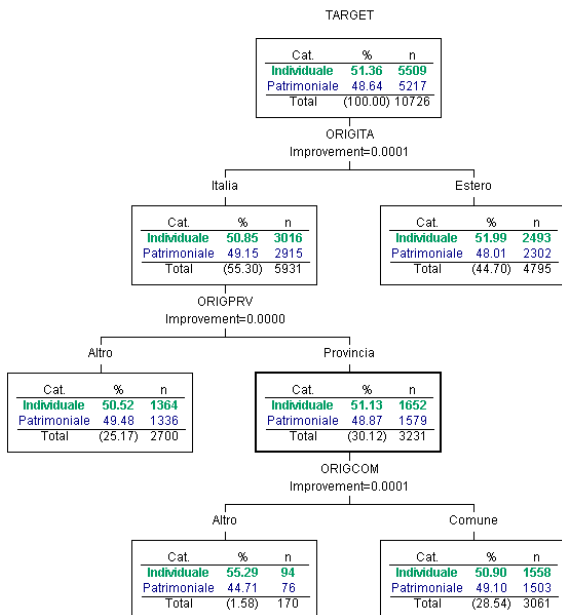 TARGET
Cat. % n
Individuale 51.36 5509
Patrimoniale 48.64 5217
Total (100.00) 10726
ORIGITA
Improvement=0.0001
Italia
Estero
Cat. % n
Individuale 50.85 3016
Patrimoniale 49.15 2915
Total (55.30) 5931
Cat. % n
Individuale 51.99 2493
Patrimoniale 48.01 2302
Total (44.70) 4795
ORIGPRV
Improvement=0.0000
Altro
Provincia
Cat. % n
Individuale 50.52 1364
Patrimoniale 49.48 1336
Total (25.17) 2700
Cat. % n
Individuale 51.13 1652
Patrimoniale 48.87 1579
Total (30.12) 3231
ORIGCOM
Improvement=0.0001
Altro
Comune
Cat. % n
Individuale 55.29 94
Patrimoniale 44.71 76
Total (1.58) 170
Cat. % n
Individuale 50.90 1558
Patrimoniale 49.10 1503
Total (28.54) 3061